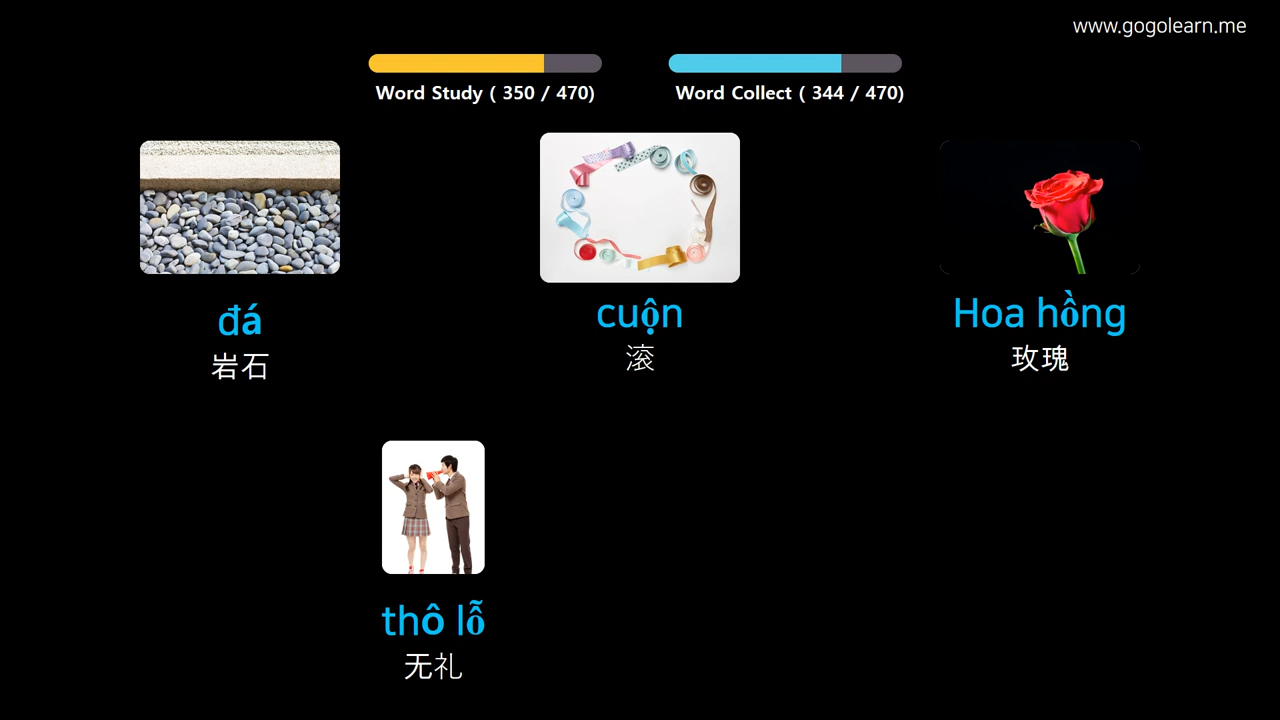 www.gogolearn.me
Word Study ( 350 / 470)
Word Collect ( 344 / 470)
đá
岩石
cuộn
滚
Hoa hồng
玫瑰
thô lỗ
无礼